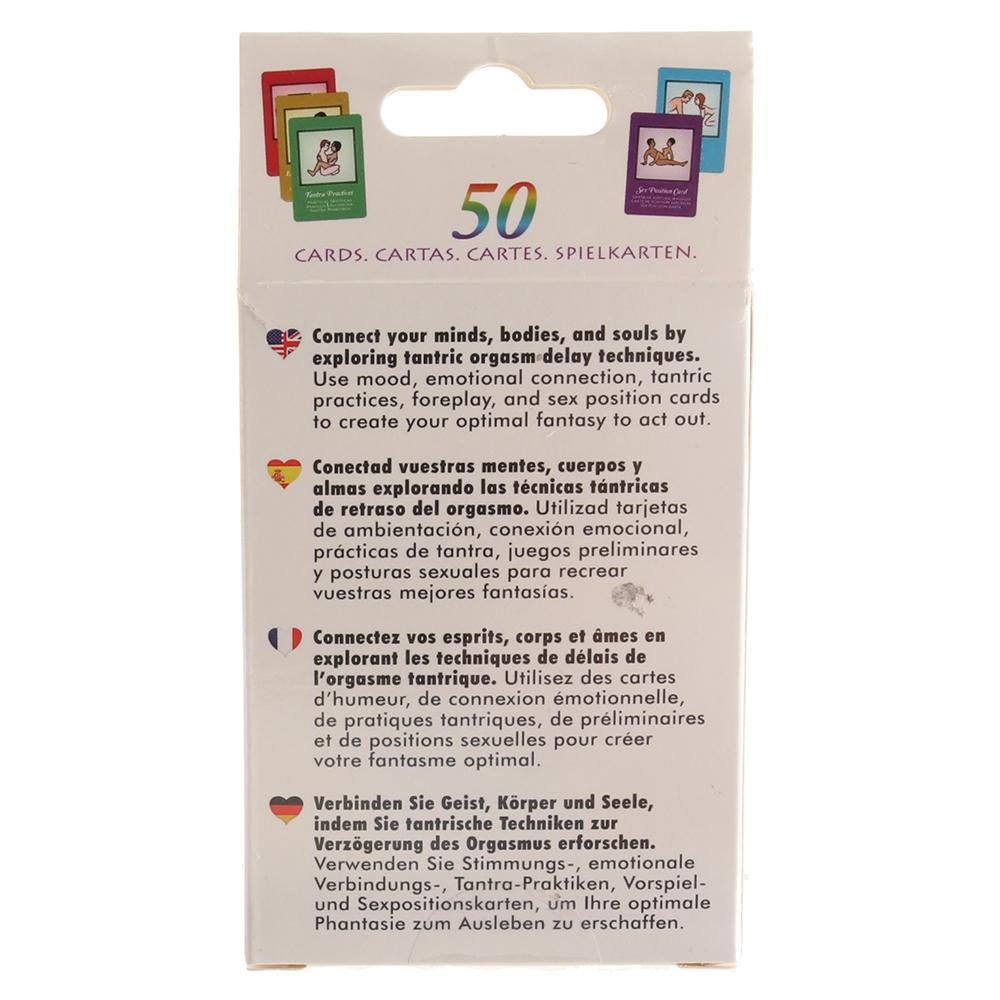 Tantra Practices
Sex Position Card
50
CARDS. CARTAS. CARTES. SPIELKARTEN.
Connect your minds, bodies, and souls by
exploring tantric orgasm delay techniques.
Use mood, emotional connection, tantric
practices, foreplay, and sex position cards
to create your optimal fantasy to act out.
Conectad vuestras mentes, cuerpos y
almas explorando las técnicas tántricas
de retraso del orgasmo. Utilizad tarjetas
de ambientación, conexión emocional,
prácticas de tantra, juegos preliminares
y posturas sexuales para recrear
vuestras mejores fantasías.
Connectez vos esprits, corps et âmes en
explorant les techniques de délais de
l'orgasme tantrique. Utilisez des cartes
d'humeur, de connexion émotionnelle,
de pratiques tantriques, de préliminaires
et de positions sexuelles pour créer
votre fantasme optimal.
Verbinden Sie Geist, Körper und Seele,
indem Sie tantrische Techniken zur
Verzögerung des Orgasmus erforschen.
Verwenden Sie Stimmungs-, emotionale
Verbindungs-, Tantra-Praktiken, Vorspiel-
und Sexpositionskarten, um Ihre optimale
Phantasie zum Ausleben zu erschaffen.